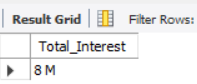 Result Grid Filter Rows:
Total_Interest
8 M